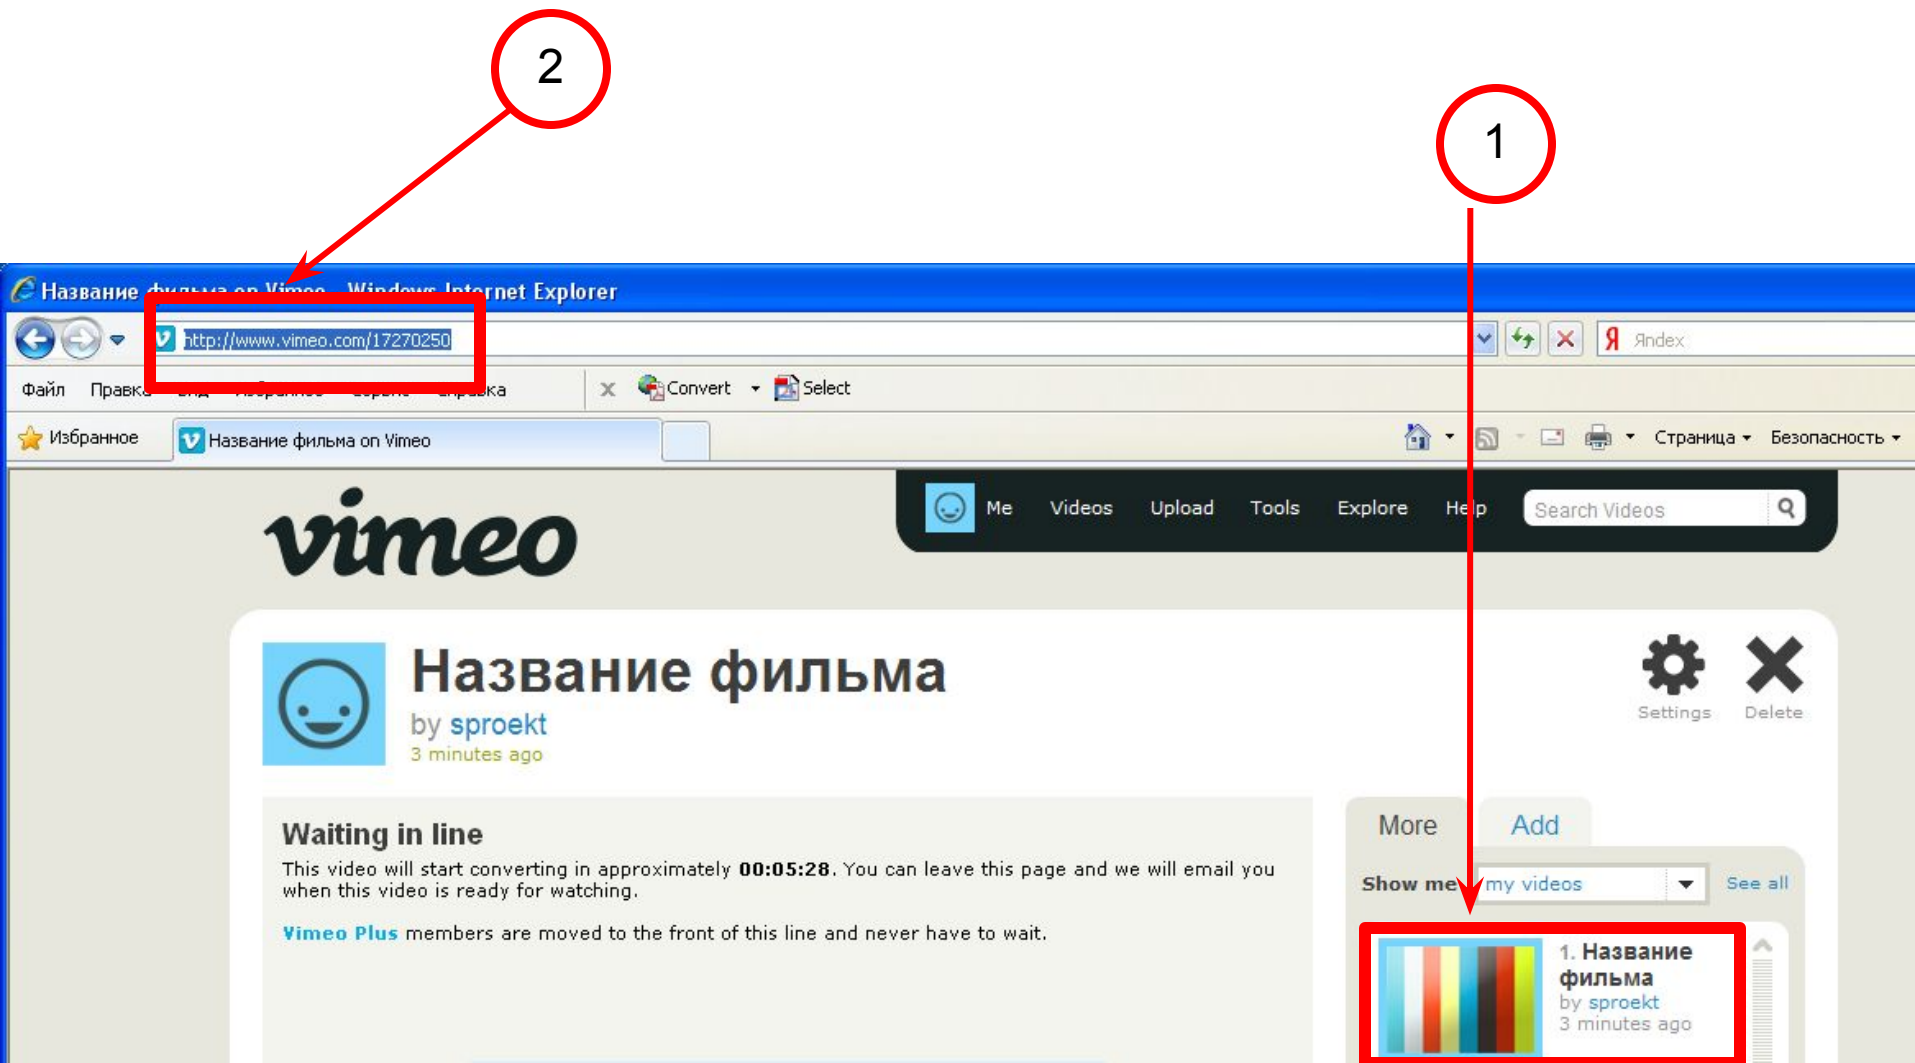 2
1
Название фильма on Vimeo - Windows Internet Explorer
http://www.vimeo.com/17270250
Яndex
Файл Правка Вид Избранное Сервис Справка
x Convert Select
Избранное
Название фильма on Vimeo
Страница Безопасность
vimeo
Me Videos Upload Tools Explore Help
Search Videos
Название фильма
by sproekt
3 minutes ago
Settings Delete
Waiting in line
This video will start converting in approximately 00:05:28. You can leave this page and we will email you
when this video is ready for watching.
Vimeo Plus members are moved to the front of this line and never have to wait.
More Add
Show me my videos See all
1. Название
фильма
by sproekt
3 minutes ago